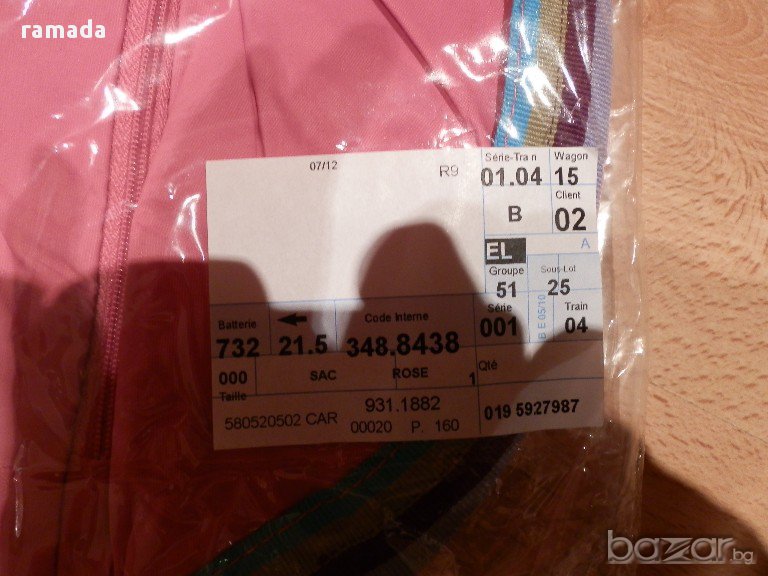 ramada
07/12
R9
Série-Train
Wagon
01.04
15
Client
B
02
A
EL
Groupe
Sous-Lot
51
25
Série
B E 05/10
Train
001
04
Batterie
Code Interne
732
21.5
348.8438
000
SAC
ROSE
1
Qté
Taille
931.1882
580520502 CAR
00020 P. 160
019 5927987
bazar.bg